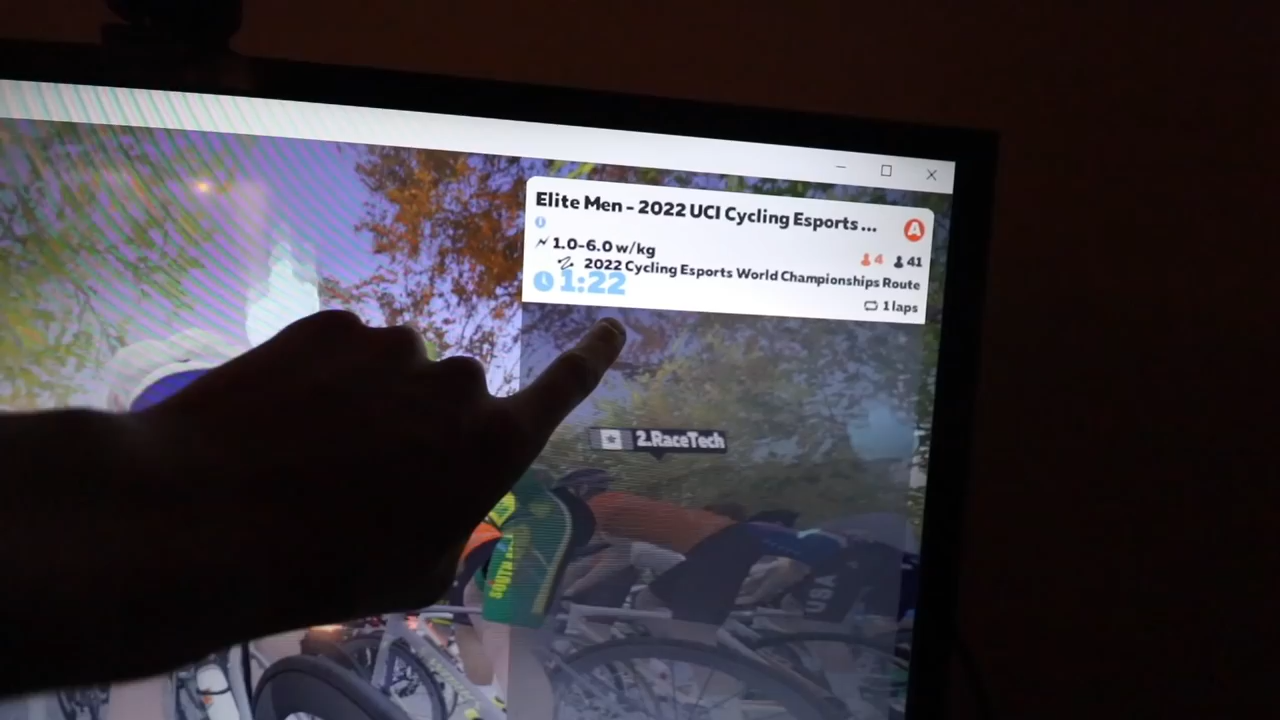 Elite Men - 2022 UCI Cycling Esports ...
A
1.0-6.0 w/kg
4
41
2022 Cycling Esports World Championships Route
1:22
1 laps
2.RaceTech
USA